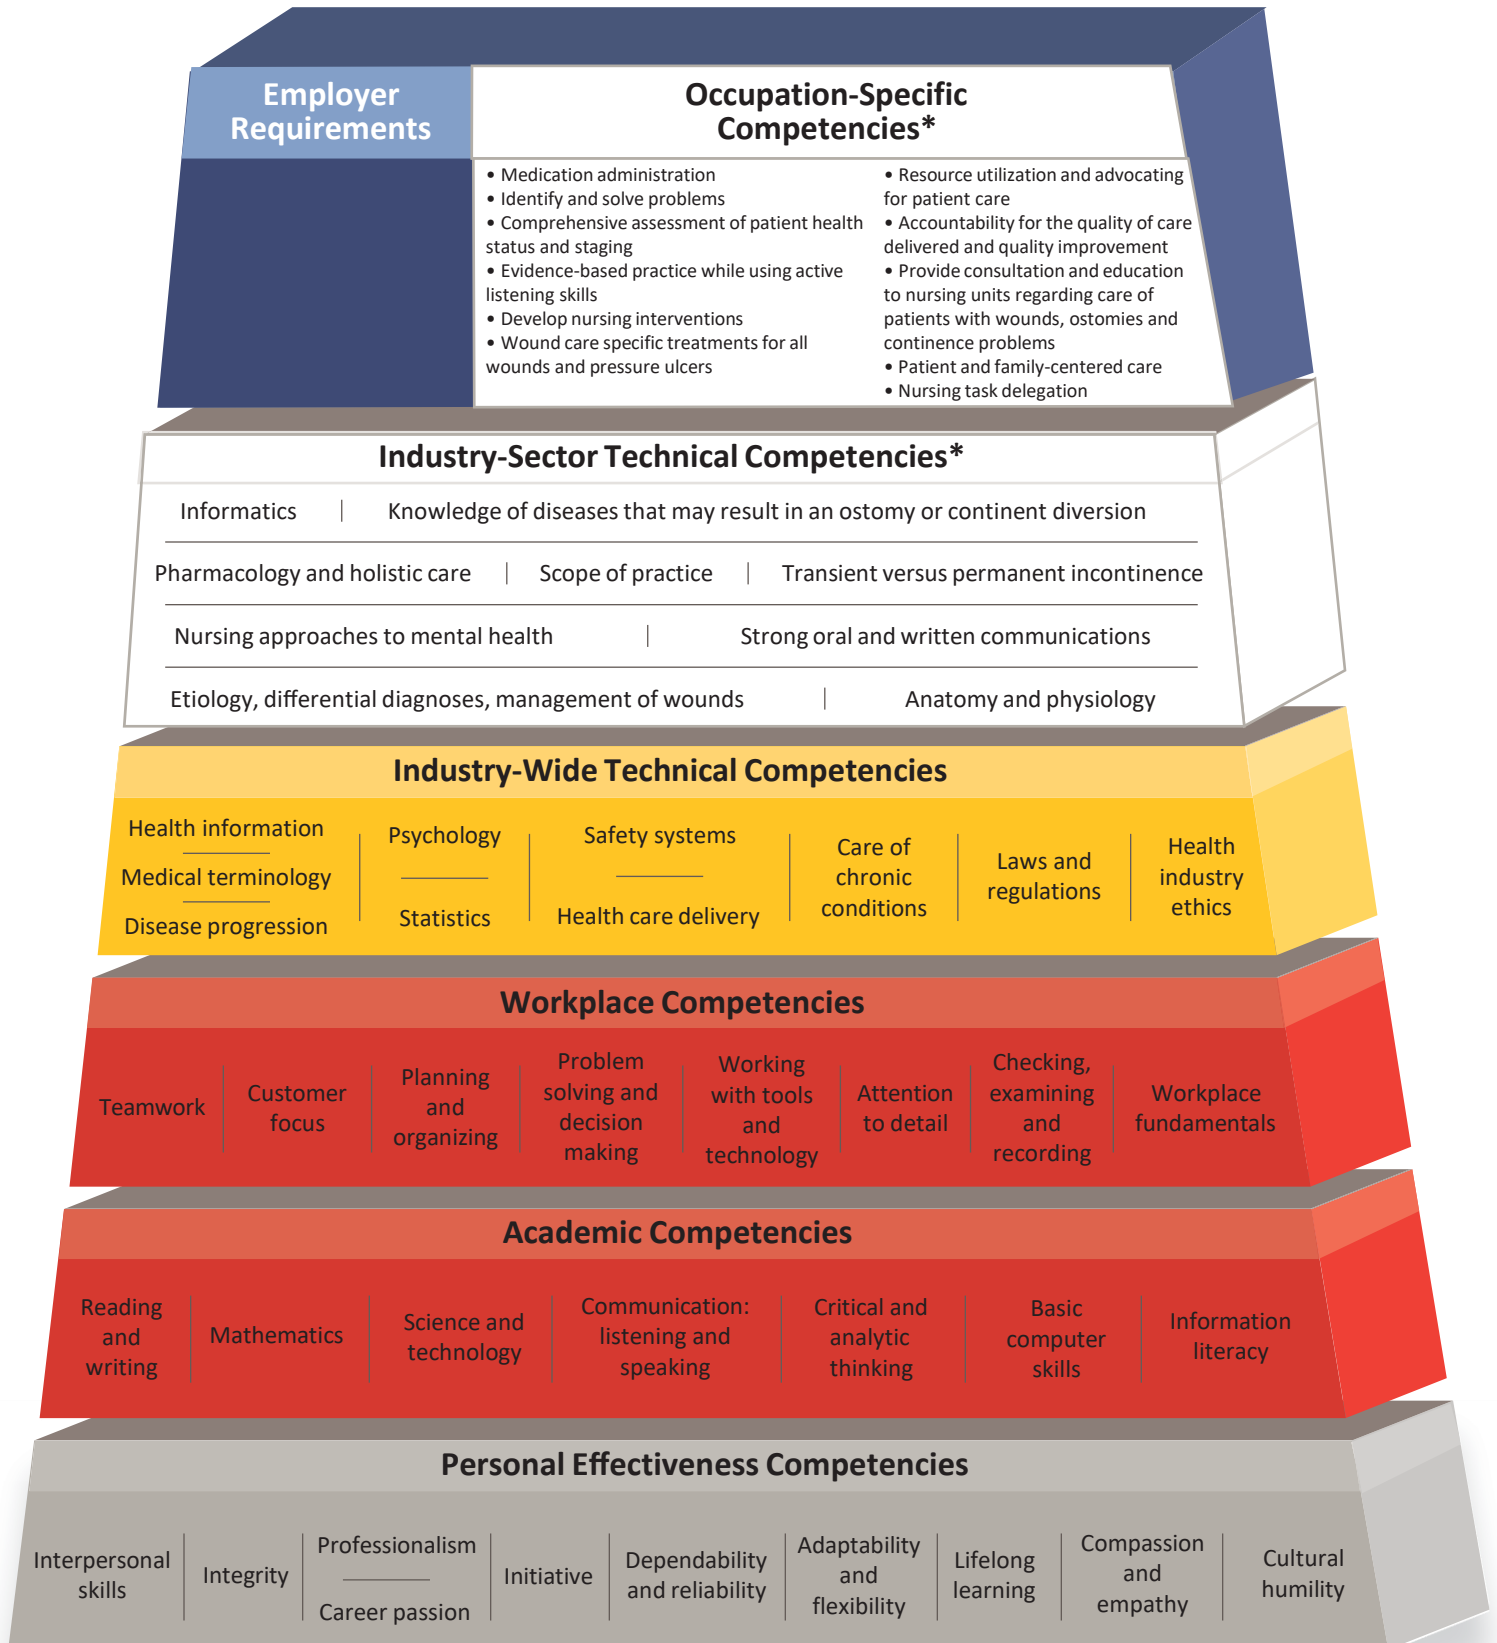 Employer
Requirements
Occupation-Specific
Competencies*
• Medication administration
• Identify and solve problems
• Comprehensive assessment of patient health
status and staging
• Evidence-based practice while using active
listening skills
• Develop nursing interventions
• Wound care specific treatments for all
wounds and pressure ulcers
• Resource utilization and advocating
for patient care
• Accountability for the quality of care
delivered and quality improvement
• Provide consultation and education
to nursing units regarding care of
patients with wounds, ostomies and
continence problems
• Patient and family-centered care
• Nursing task delegation
Industry-Sector Technical Competencies*
Informatics
Knowledge of diseases that may result in an ostomy or continent diversion
Pharmacology and holistic care
Scope of practice
Transient versus permanent incontinence
Nursing approaches to mental health
Strong oral and written communications
Etiology, differential diagnoses, management of wounds
Anatomy and physiology
Industry-Wide Technical Competencies
Health information
Medical terminology
Disease progression
Psychology
Statistics
Safety systems
Health care delivery
Care of
chronic
conditions
Laws and
regulations
Health
industry
ethics
Workplace Competencies
Teamwork
Customer
focus
Planning
and
organizing
Problem
solving and
decision
making
Working
with tools
and
technology
Attention
to detail
Checking,
examining
and
recording
Workplace
fundamentals
Academic Competencies
Reading
and
writing
Mathematics
Science and
technology
Communication:
listening and
speaking
Critical and
analytic
thinking
Basic
computer
skills
Information
literacy
Personal Effectiveness Competencies
Interpersonal
skills
Integrity
Professionalism
Career passion
Initiative
Dependability
and reliability
Adaptability
and
flexibility
Lifelong
learning
Compassion
and
empathy
Cultural
humility